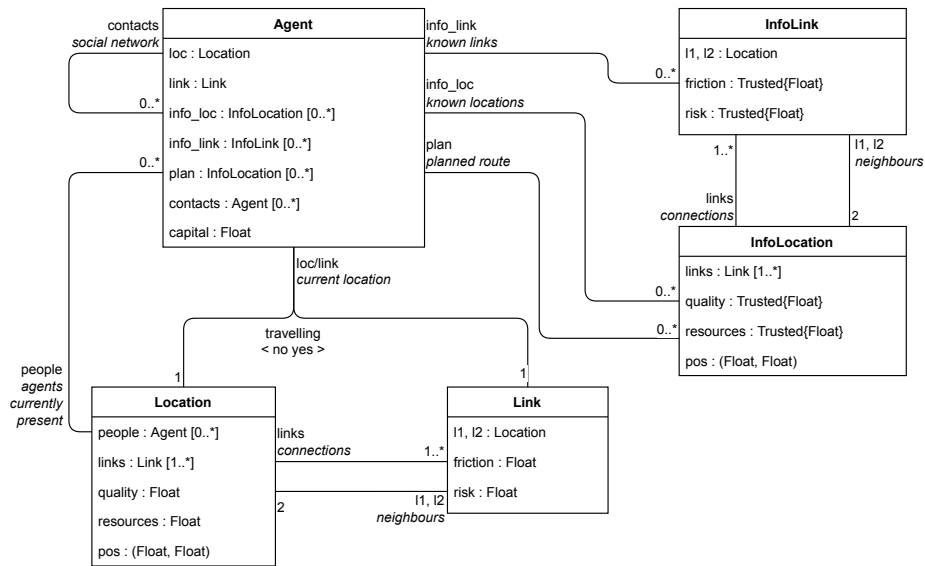 Agent
loc : Location
link : Link
info_loc : InfoLocation [0..*]
info_link : InfoLink [0..*]
plan : InfoLocation [0..*]
contacts : Agent [0..*]
capital : Float
contacts
social network
0..*
0..*
info_link
known links
0..*
info_loc
known locations
0..*
plan
planned route
0..*
InfoLink
l1, l2 : Location
friction : Trusted{Float}
risk : Trusted{Float}
1..*
links
connections
l1, l2
neighbours
2
InfoLocation
links : Link [1..*]
quality : Trusted{Float}
resources : Trusted{Float}
pos : (Float, Float)
loc/link
current location
travelling
< no yes >
1
1
people
agents
currently
present
Location
people : Agent [0..*]
links : Link [1..*]
quality : Float
resources : Float
pos : (Float, Float)
links
connections
1..*
2
l1, l2
neighbours
Link
l1, l2 : Location
friction : Float
risk : Float